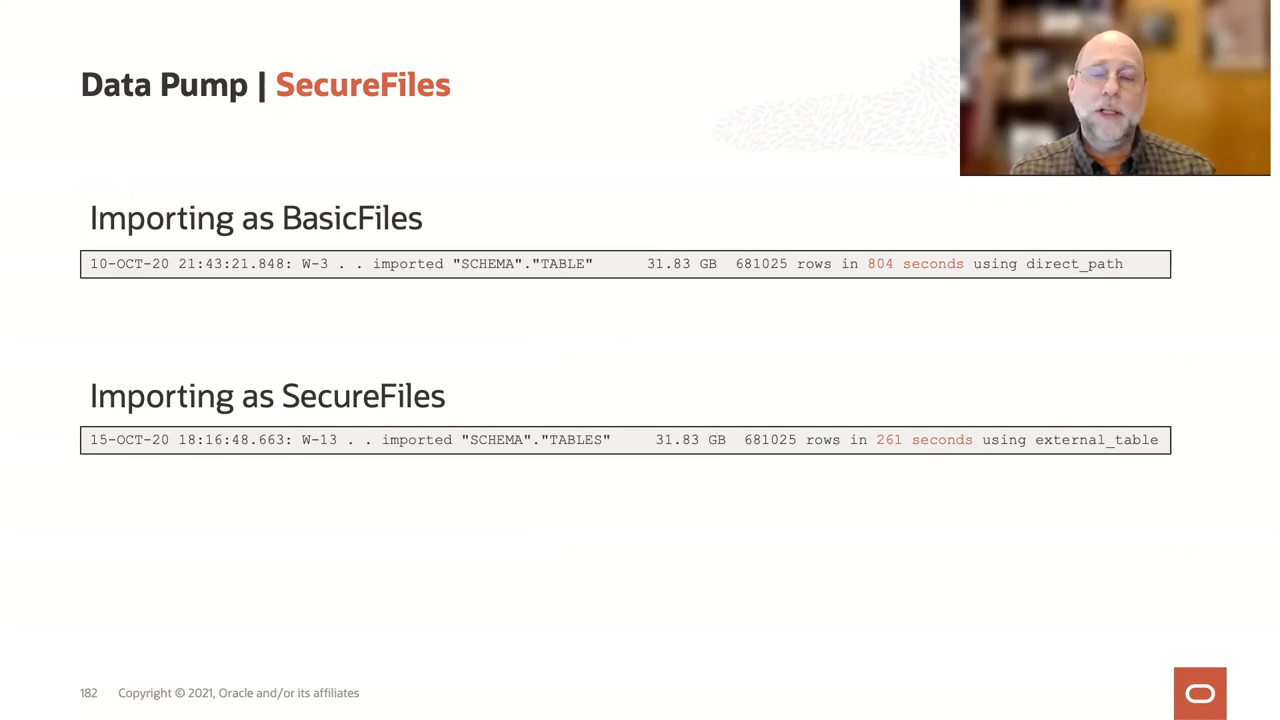 Data Pump | SecureFiles
Importing as BasicFiles
10-OCT-20 21:43:21.848: W-3 . . imported "SCHEMA"."TABLE" 31.83 GB 681025 rows in 804 seconds using direct_path
Importing as SecureFiles
15-OCT-20 18:16:48.663: W-13 . . imported "SCHEMA"."TABLES" 31.83 GB 681025 rows in 261 seconds using external_table
182 Copyright © 2021, Oracle and/or its affiliates